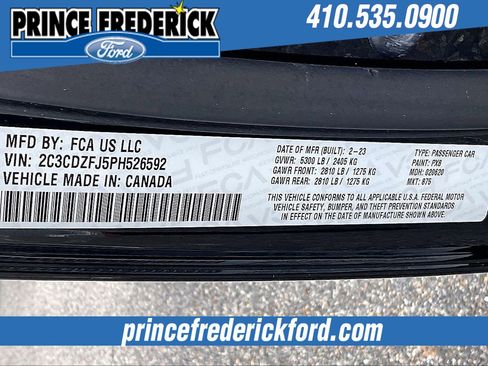 PRINCE FREDERICK
Ford
410.535.0900
MFD BY: FCA US LLC
VIN: 2C3CDZFJ5PH526592
VEHICLE MADE IN: CANADA
DATE OF MFR (BUILT): 2-23
GVWR: 5300 LB / 2405 KG
GAWR FRONT: 2810 LB / 1275 KG
GAWR REAR: 2810 LB / 1275 KG
TYPE: PASSENGER CAR
PAINT: PX8
MDH: 020620
MKT: 875
THIS VEHICLE CONFORMS TO ALL APPLICABLE U.S.A. FEDERAL MOTOR
VEHICLE SAFETY, BUMPER, AND THEFT PREVENTION STANDARDS
IN EFFECT ON THE DATE OF MANUFACTURE SHOWN ABOVE.
princefrederickford.com